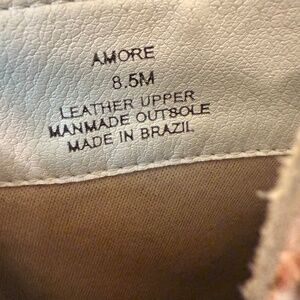 AMORE
8.5M
LEATHER UPPER
MANMADE OUTSOLE
MADE IN BRAZIL